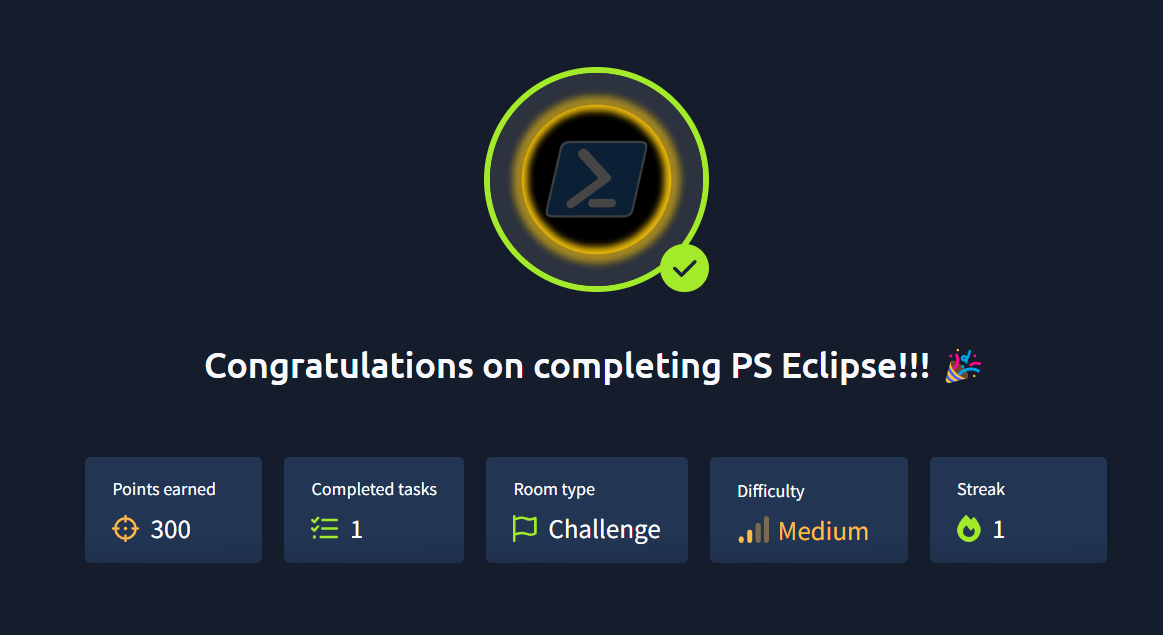 Congratulations on completing PS Eclipse!!! 🎉
Points earned
300
Completed tasks
1
Room type
Challenge
Difficulty
Medium
Streak
1